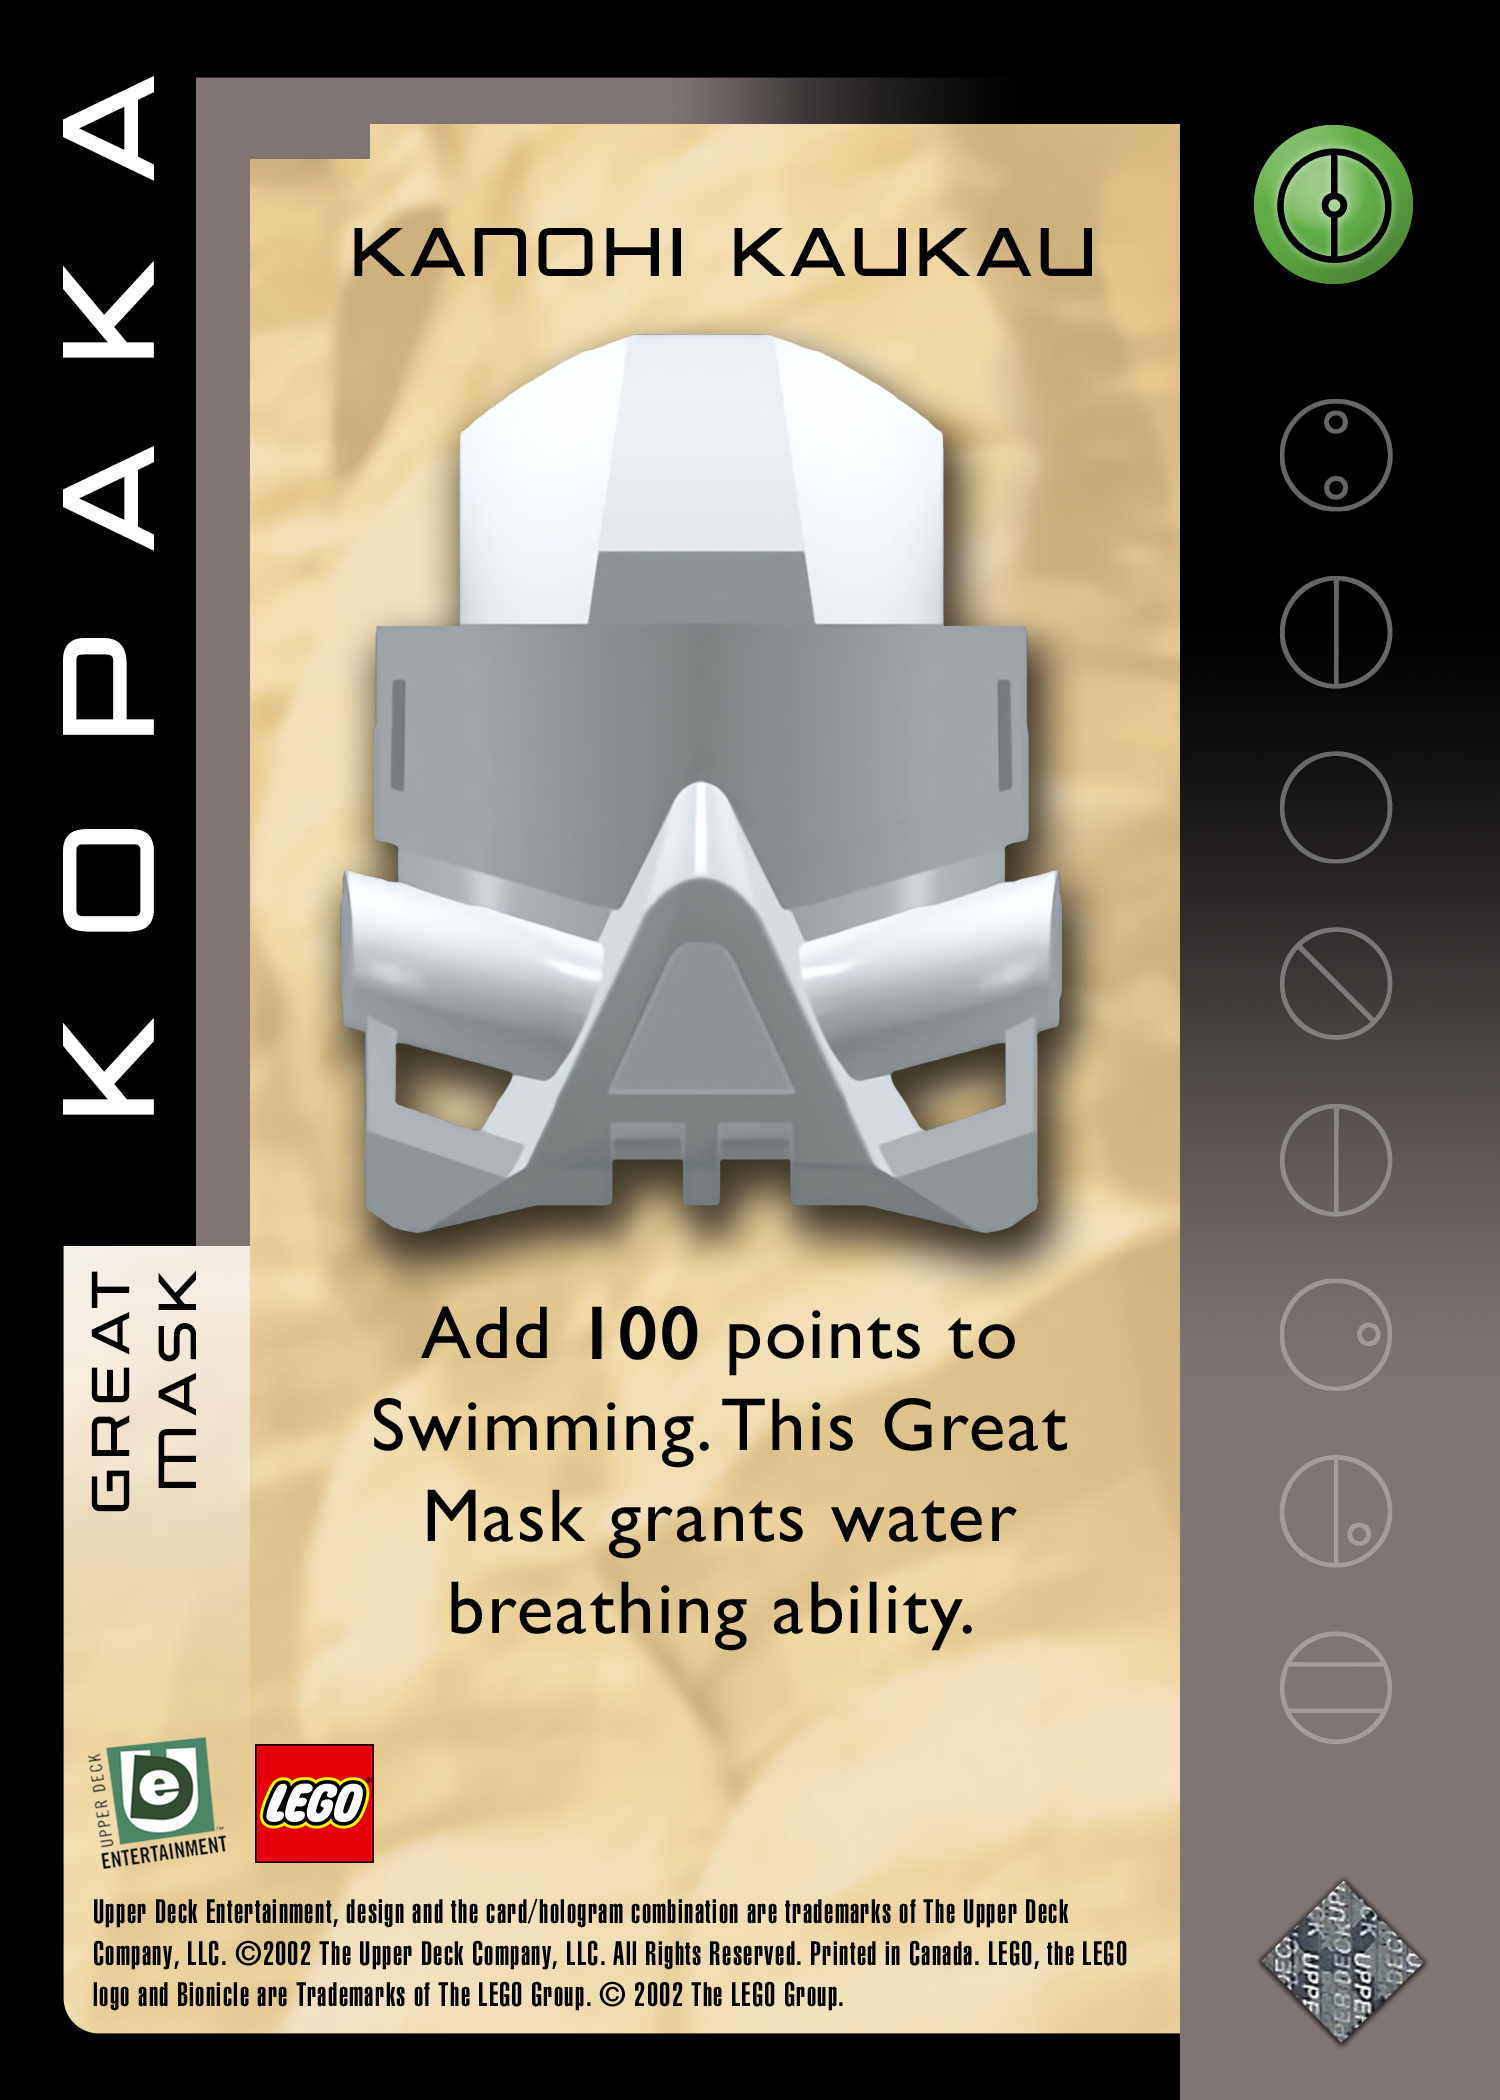 KOPAKA
GREAT
MASK
KANOHI KAUKAU
Add 100 points to
Swimming. This Great
Mask grants water
breathing ability.
UPPER DECK
ue
ENTERTAINMENT™
LEGO
Upper Deck Entertainment, design and the card/hologram combination are trademarks of The Upper Deck
Company, LLC. ©2002 The Upper Deck Company, LLC. All Rights Reserved. Printed in Canada. LEGO, the LEGO
logo and Bionicle are Trademarks of The LEGO Group. © 2002 The LEGO Group.